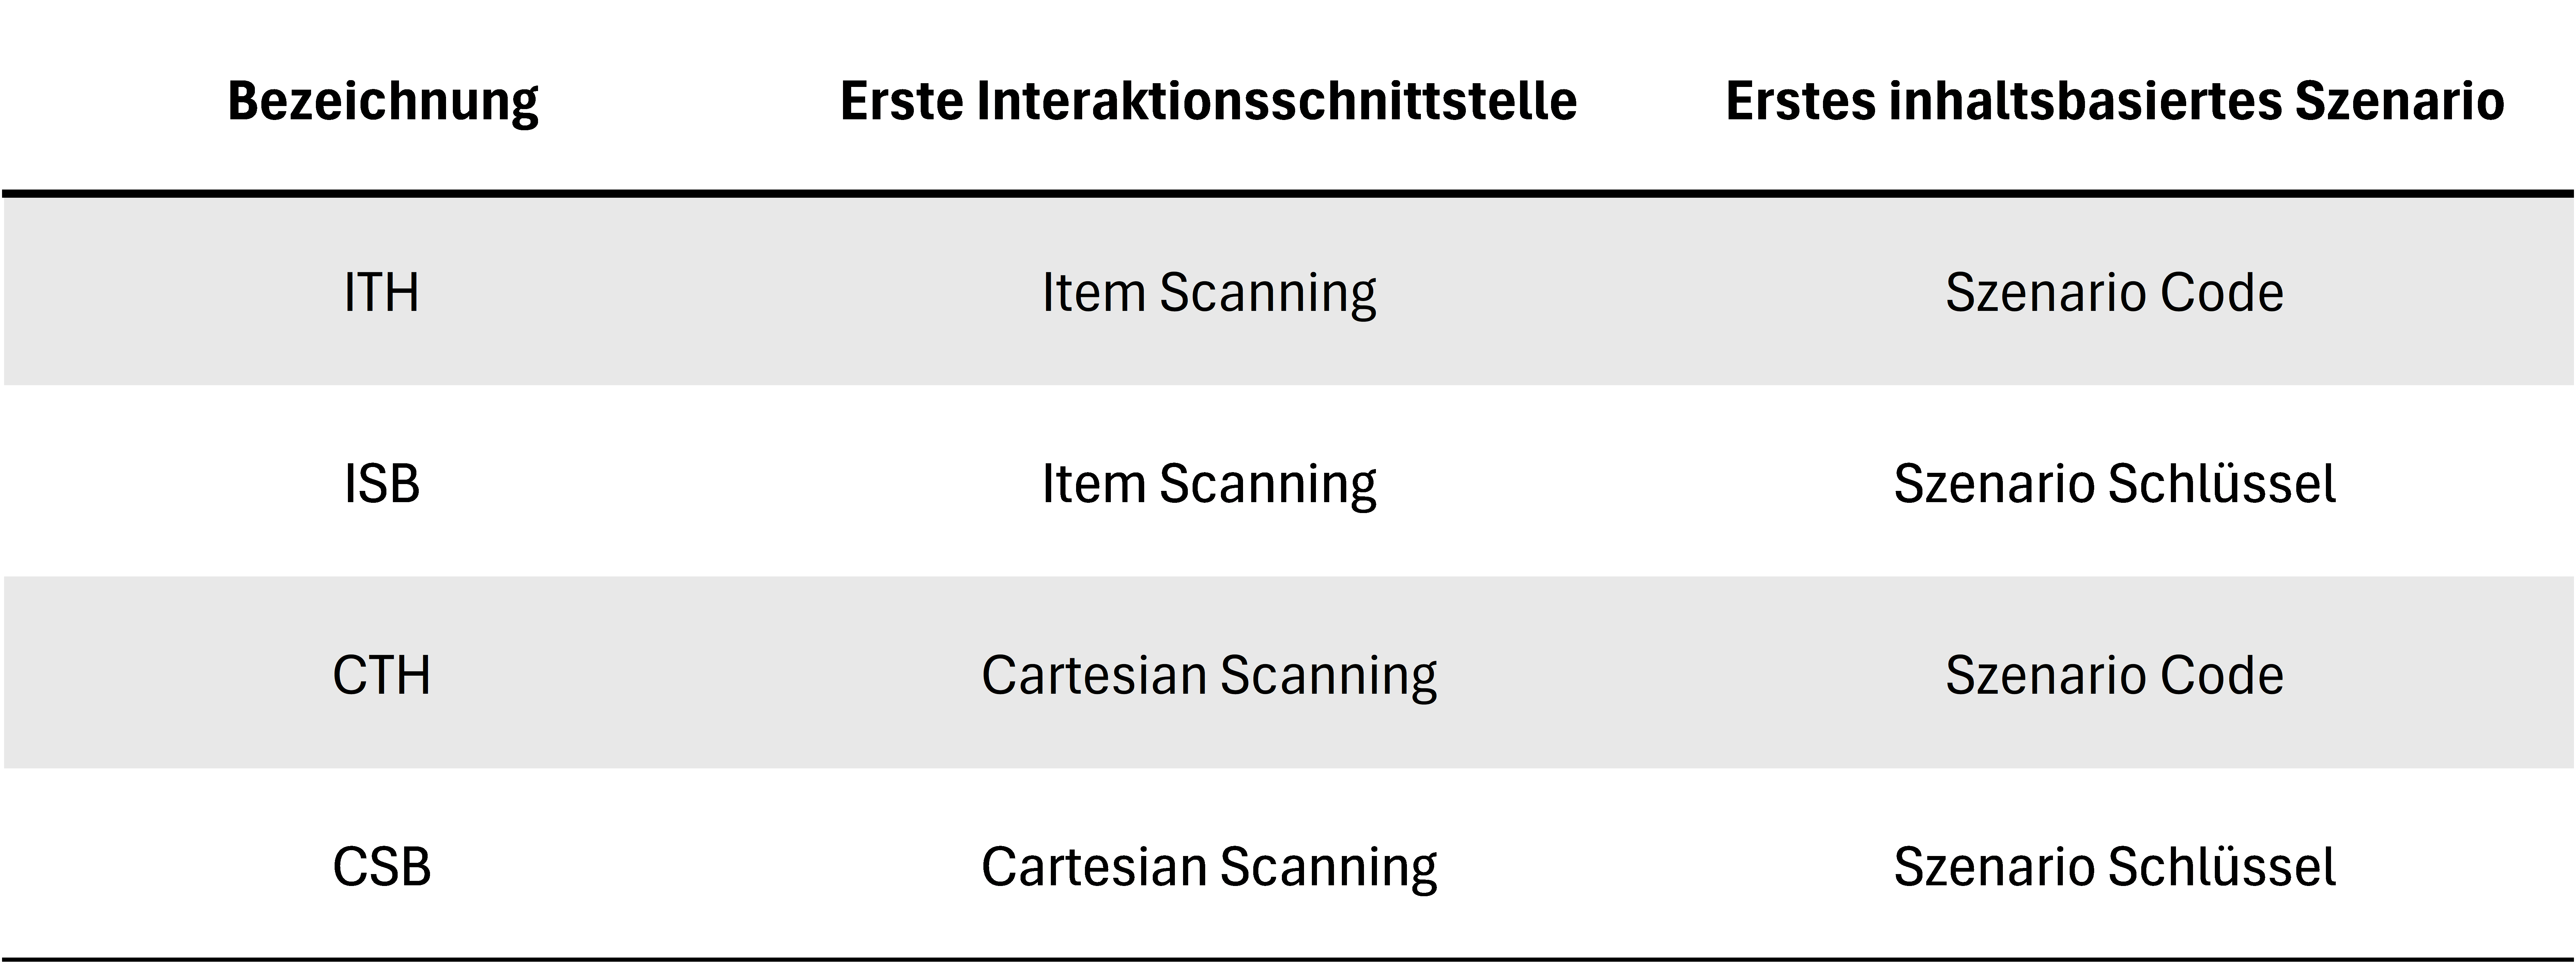 Bezeichnung Erste Interaktionsschnittstelle Erstes inhaltsbasiertes Szenario
ITH Item Scanning Szenario Code
ISB Item Scanning Szenario Schlüssel
CTH Cartesian Scanning Szenario Code
CSB Cartesian Scanning Szenario Schlüssel